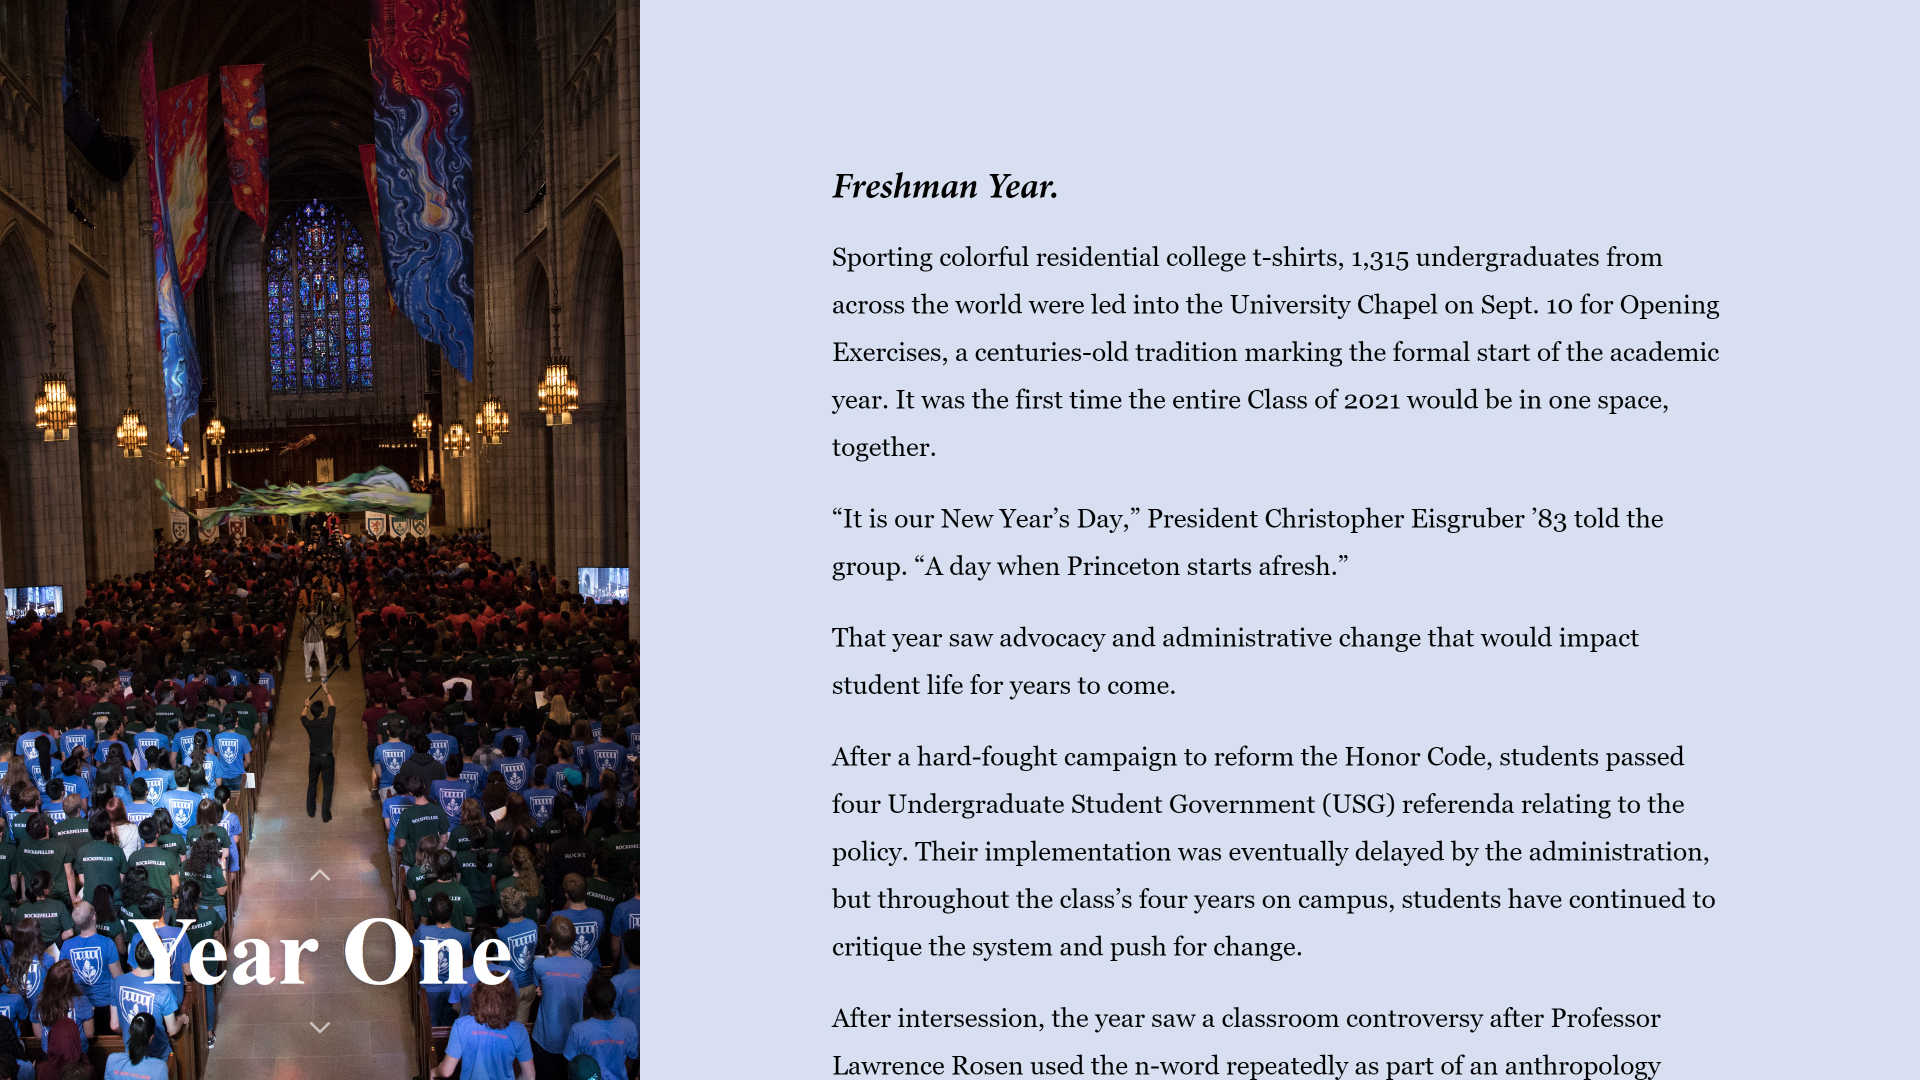 Year One
Freshman Year.
Sporting colorful residential college t-shirts, 1,315 undergraduates from
across the world were led into the University Chapel on Sept. 10 for Opening
Exercises, a centuries-old tradition marking the formal start of the academic
year. It was the first time the entire Class of 2021 would be in one space,
together.
“It is our New Year’s Day,” President Christopher Eisgruber ’83 told the
group. “A day when Princeton starts afresh.”
That year saw advocacy and administrative change that would impact
student life for years to come.
After a hard-fought campaign to reform the Honor Code, students passed
four Undergraduate Student Government (USG) referenda relating to the
policy. Their implementation was eventually delayed by the administration,
but throughout the class’s four years on campus, students have continued to
critique the system and push for change.
After intersession, the year saw a classroom controversy after Professor
Lawrence Rosen used the n-word repeatedly as part of an anthropology
ROCKEFELLER
ROCKEFELLER
ROCKEFELLER
ROCKEFELLER
ROCKEFELLER
ROCKY